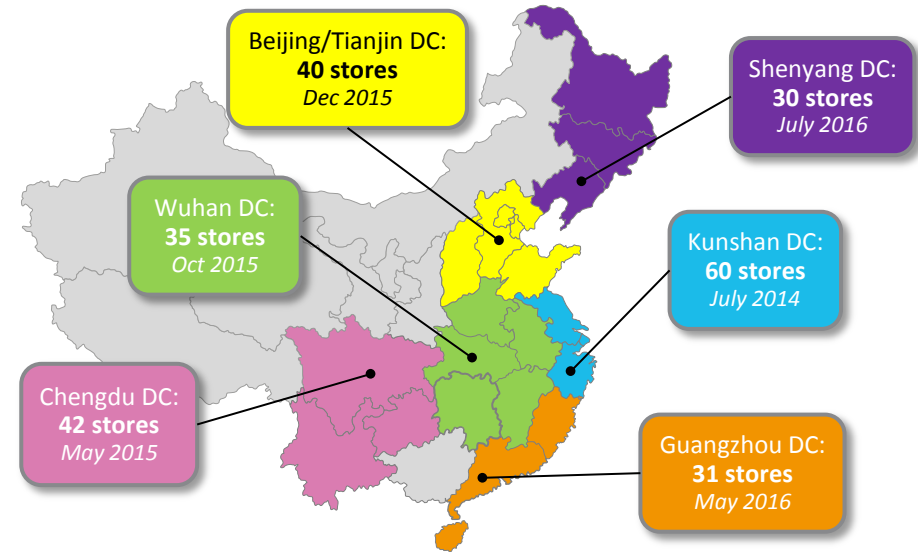 Beijing/Tianjin DC:
40 stores
Dec 2015
Shenyang DC:
30 stores
July 2016
Wuhan DC:
35 stores
Oct 2015
Kunshan DC:
60 stores
July 2014
Chengdu DC:
42 stores
May 2015
Guangzhou DC:
31 stores
May 2016